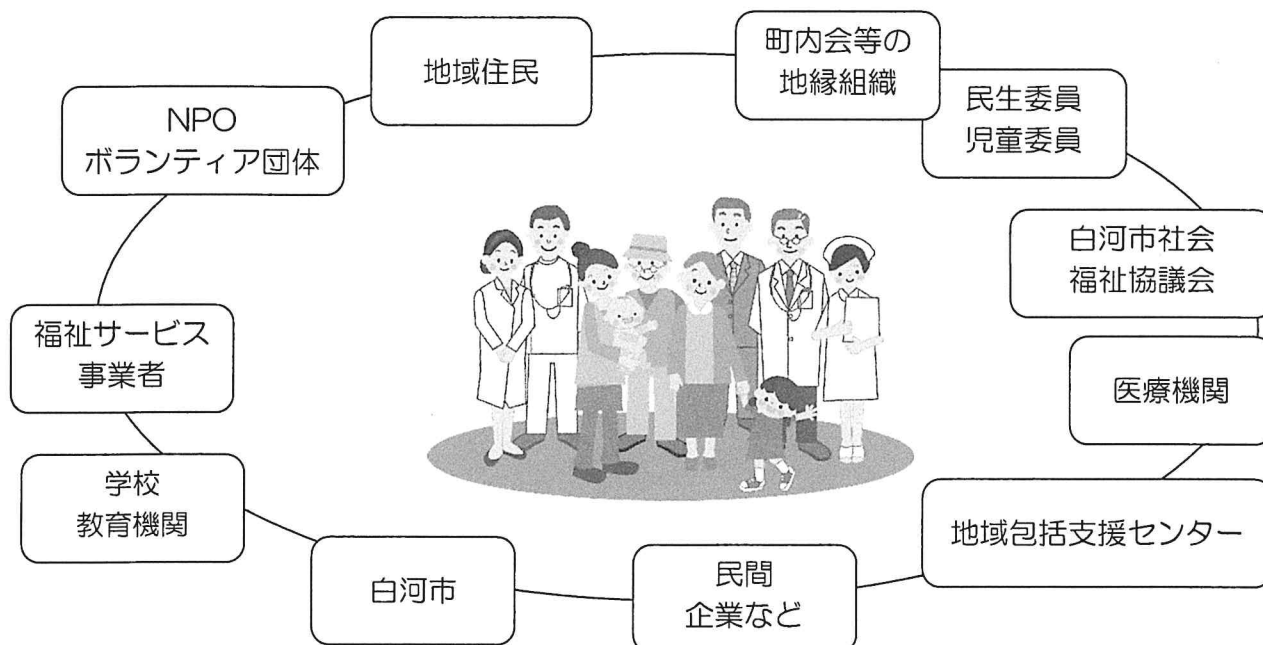 地域住民
町内会等の
地縁組織
民生委員
児童委員
白河市社会
福祉協議会
医療機関
地域包括支援センター
民間
企業など
白河市
学校
教育機関
福祉サービス
事業者
NPO
ボランティア団体